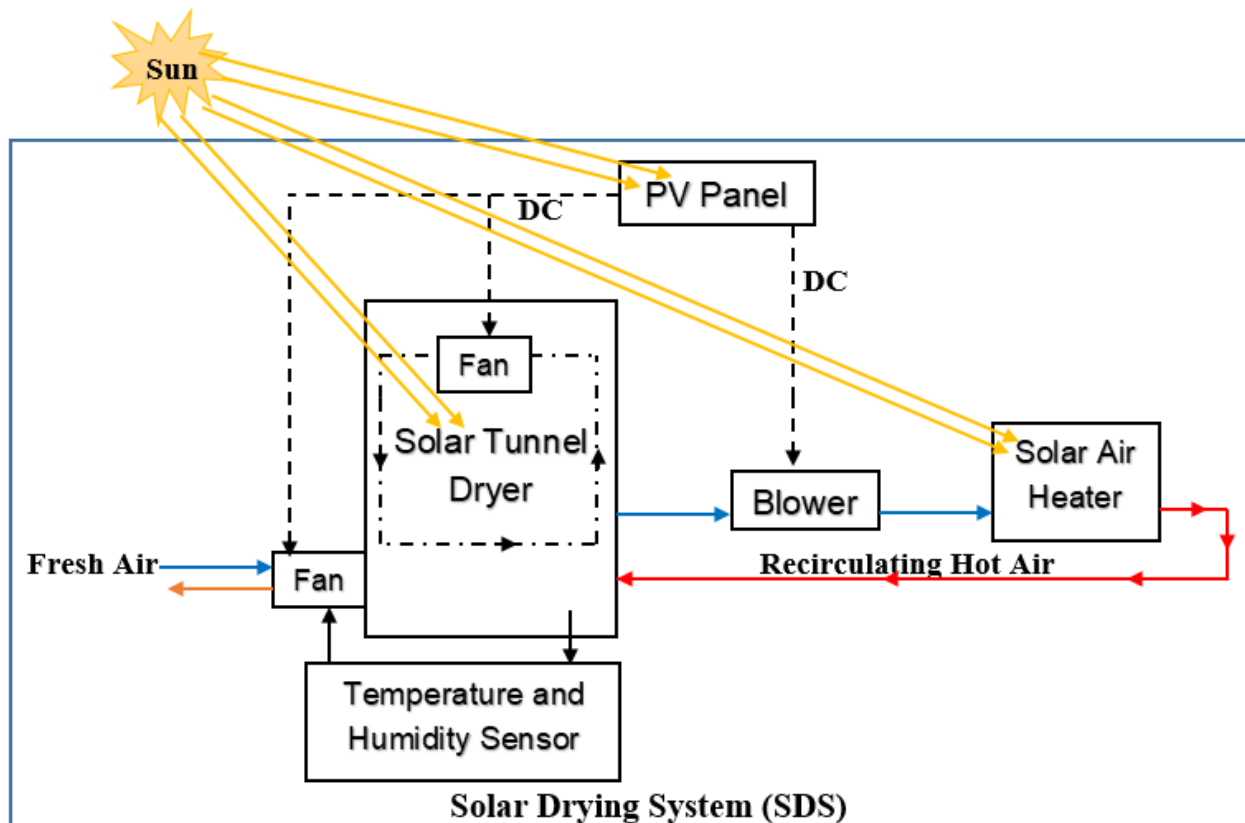 Sun
PV Panel
DC
DC
Fan
Solar Tunnel
Dryer
Solar Air
Heater
Blower
Fresh Air
Fan
Recirculating Hot Air
Temperature and
Humidity Sensor
Solar Drying System (SDS)